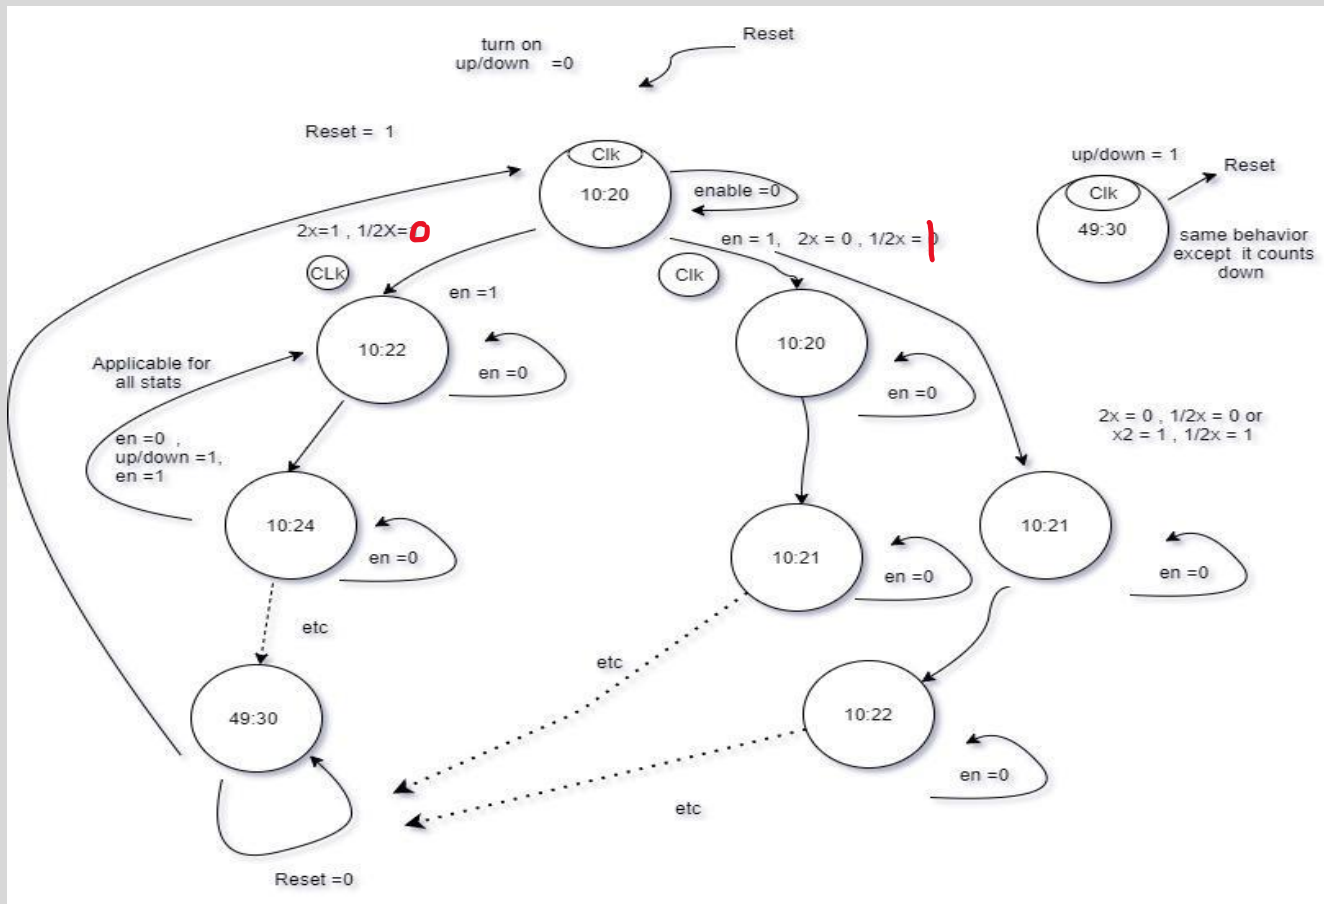 turn on
up/down =0
Reset
Reset = 1
Clk
10:20
enable =0
up/down = 1
Reset
Clk
49:30
same behavior
except it counts
down
2x=1 , 1/2X=0
CLk
en =1
en = 1, 2x = 0 , 1/2x = |
Clk
10:22
en =0
10:20
en =0
Applicable for
all stats
en =0 ,
up/down =1,
en =1
2x = 0 , 1/2x = 0 or
x2 = 1 , 1/2x = 1
10:24
en =0
10:21
en =0
10:21
en =0
etc
etc
49:30
10:22
en =0
etc
Reset =0